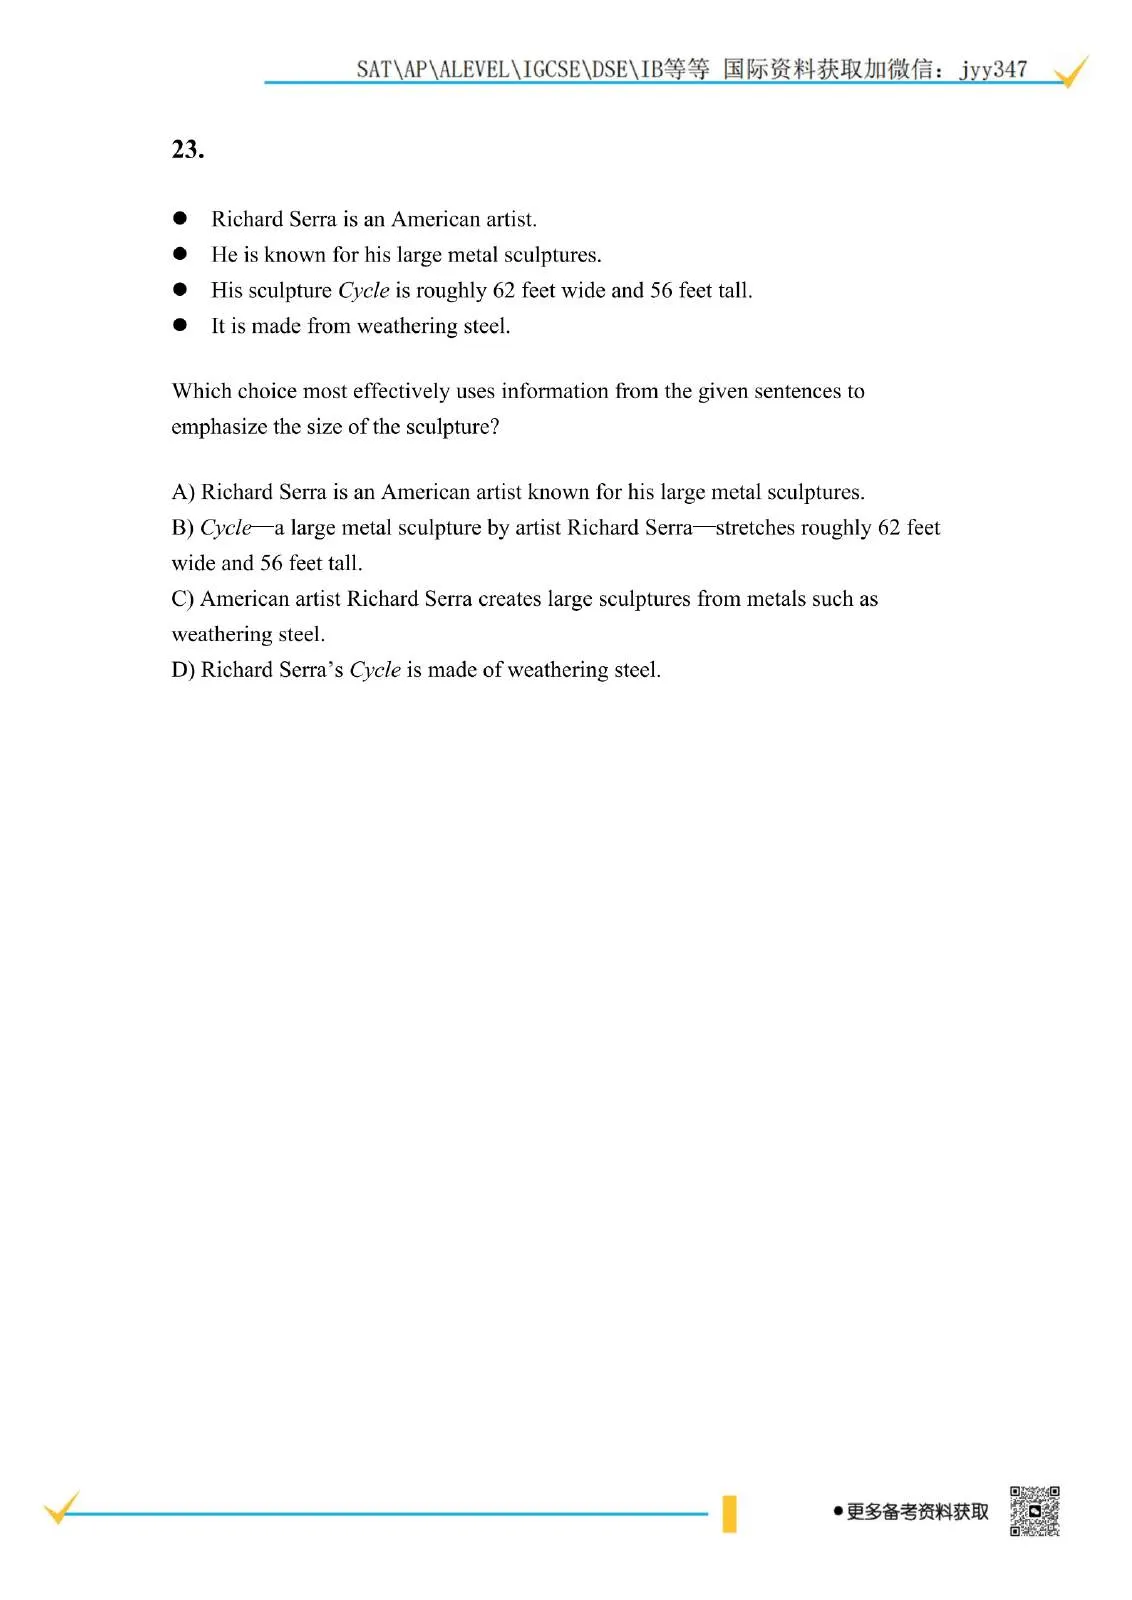 SAT\AP\ALEVEL\IGCSE\DSE\IB等等 国际资料获取加微信：jyy347
23.
● Richard Serra is an American artist.
● He is known for his large metal sculptures.
● His sculpture Cycle is roughly 62 feet wide and 56 feet tall.
● It is made from weathering steel.
Which choice most effectively uses information from the given sentences to
emphasize the size of the sculpture?
A) Richard Serra is an American artist known for his large metal sculptures.
B) Cycle—a large metal sculpture by artist Richard Serra—stretches roughly 62 feet
wide and 56 feet tall.
C) American artist Richard Serra creates large sculptures from metals such as
weathering steel.
D) Richard Serra’s Cycle is made of weathering steel.
●更多备考资料获取